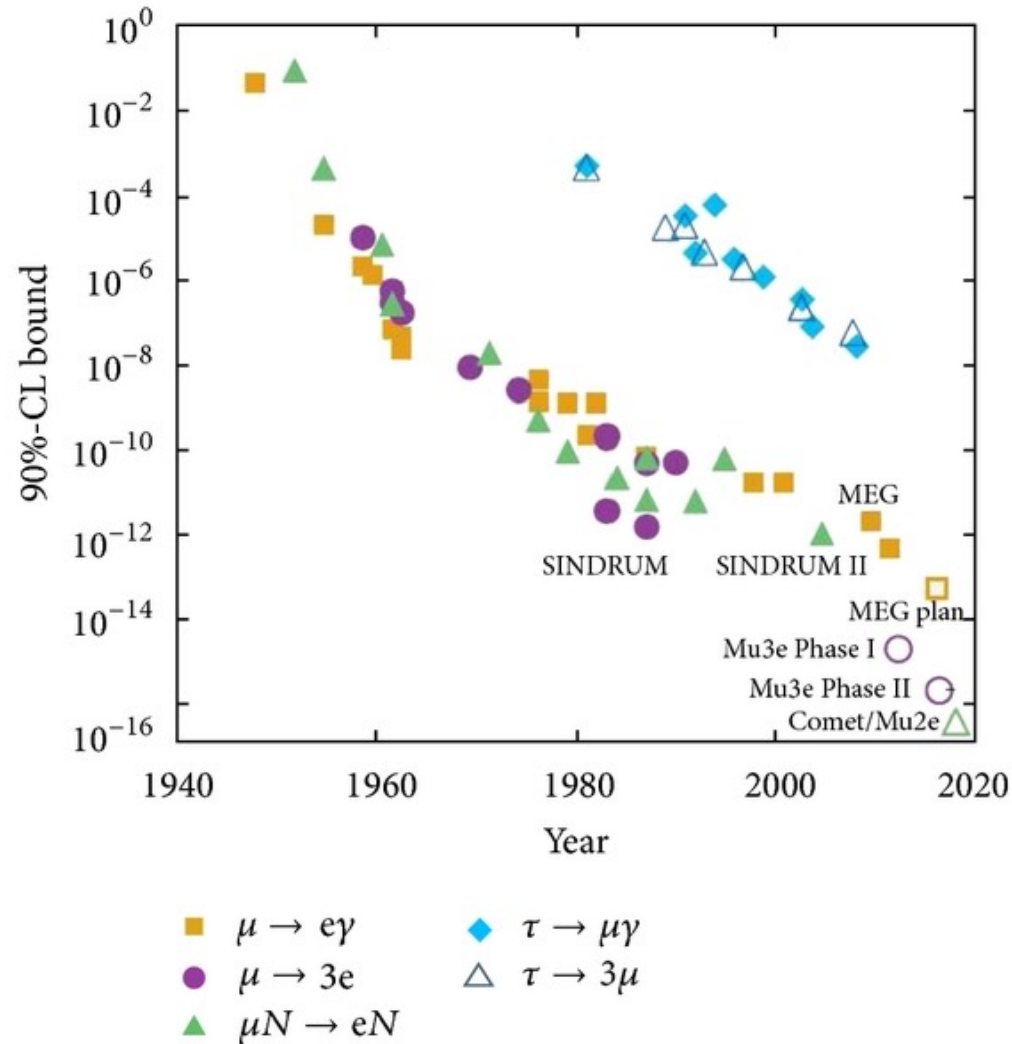 10⁰
10⁻²
10⁻⁴
10⁻⁶
10⁻⁸
10⁻¹⁰
10⁻¹²
10⁻¹⁴
10⁻¹⁶
90%-CL bound
MEG
SINDRUM
SINDRUM II
MEG plan
Mu3e Phase I
Mu3e Phase II
Comet/Mu2e
1940 1960 1980 2000 2020
Year
μ → eγ
μ → 3e
μN → eN
τ → μγ
τ → 3μ